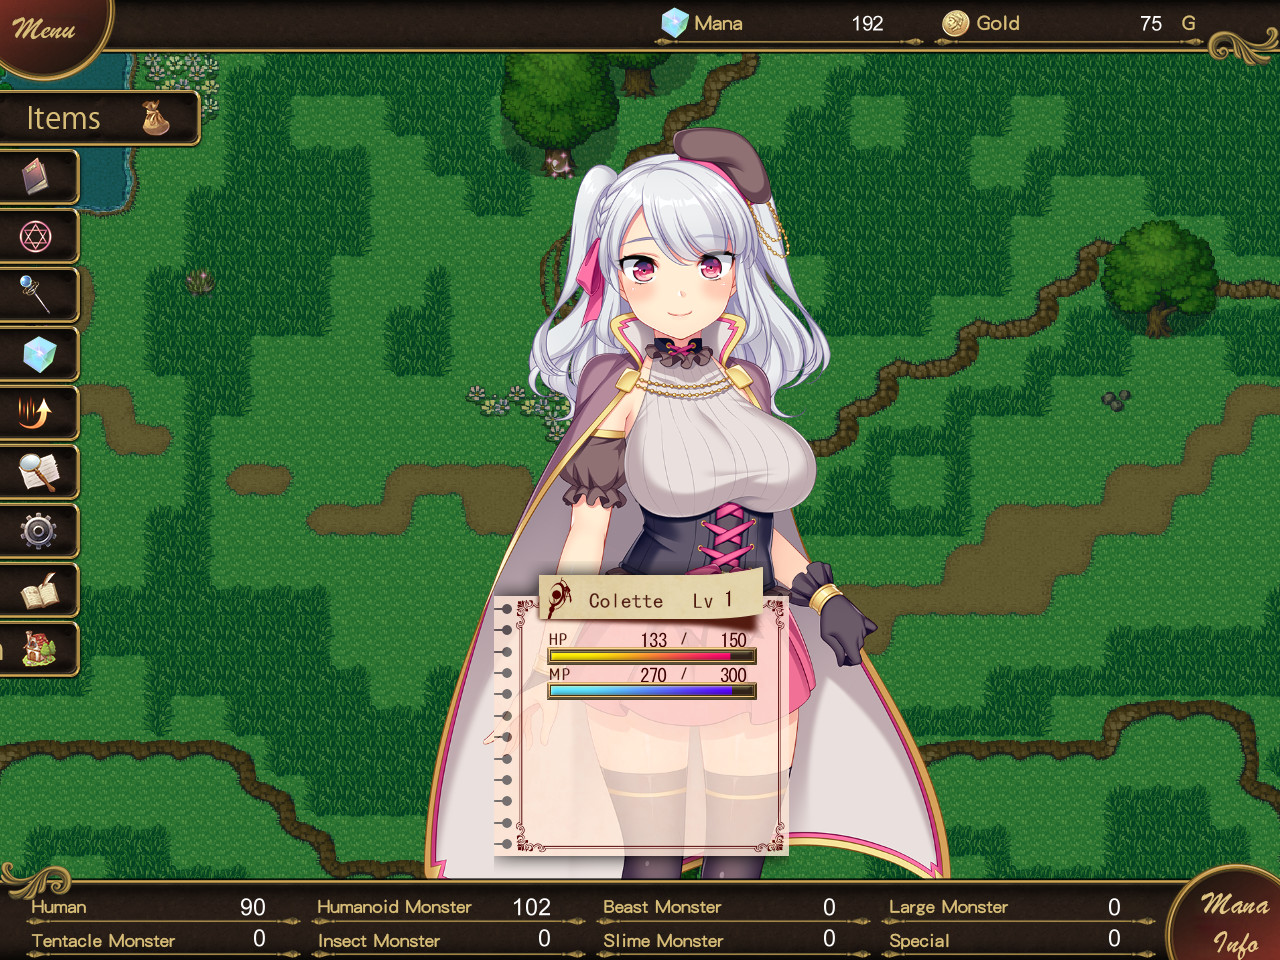 Menu
Mana 192
Gold 75 G
Items
Colette Lv 1
HP 133 / 150
MP 270 / 300
Human 90
Humanoid Monster 102
Beast Monster 0
Large Monster 0
Tentacle Monster 0
Insect Monster 0
Slime Monster 0
Special 0
Mana
Info